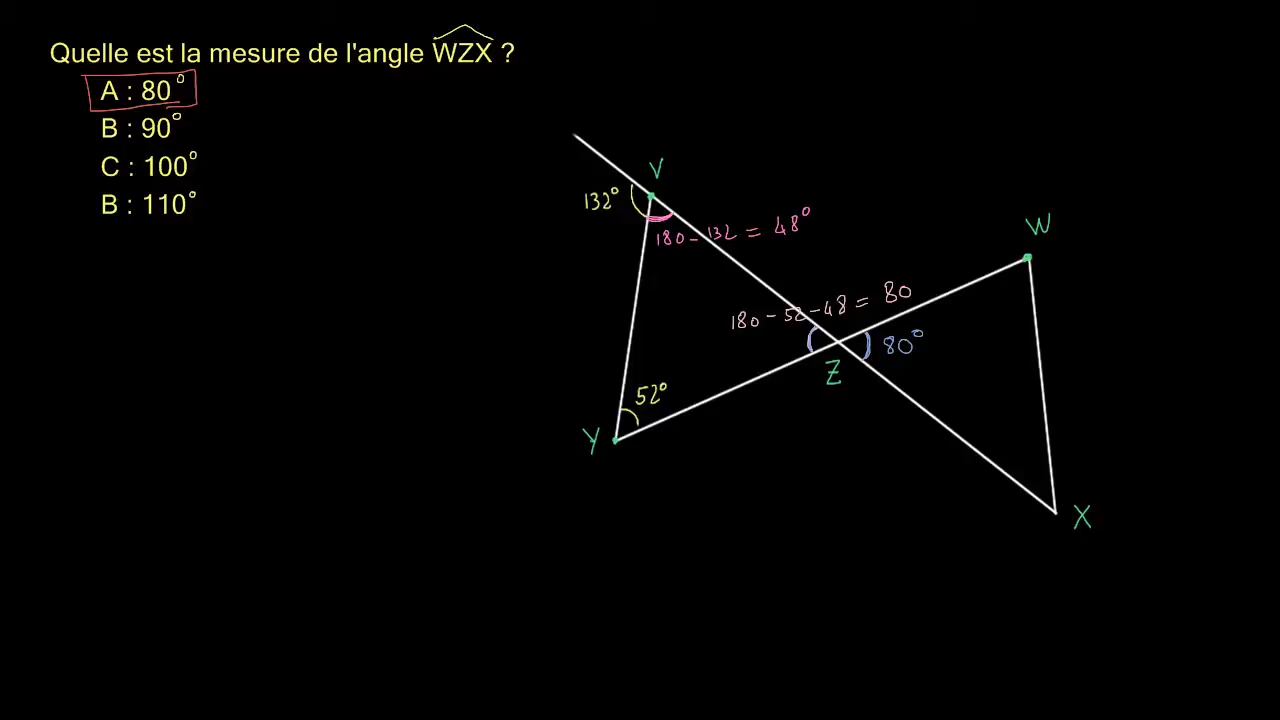 Quelle est la mesure de l'angle WZX ?
A : 80°
B : 90°
C : 100°
B : 110°
V
132°
180 - 132 = 48°
W
180 - 52 - 48 = 80
80°
Z
52°
Y
X